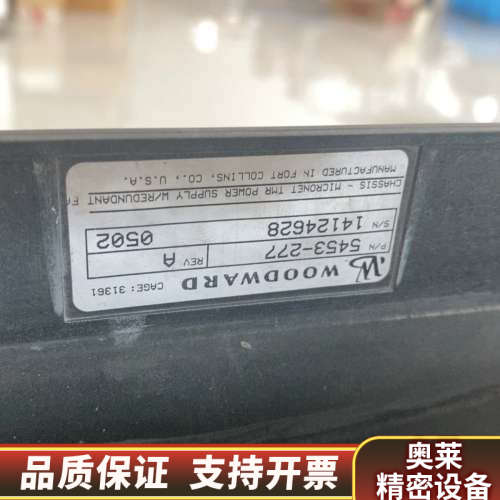 WOODWARD
CAGE: 31361
P/N
5453-277
REV
A
S/N
14124628
0502
CHASSIS - MICRONET TMR POWER SUPPLY W/REDUNDANT
MANUFACTURED IN FORT COLLINS, CO., U.S.A.
品质保证 支持开票
奥莱
精密设备